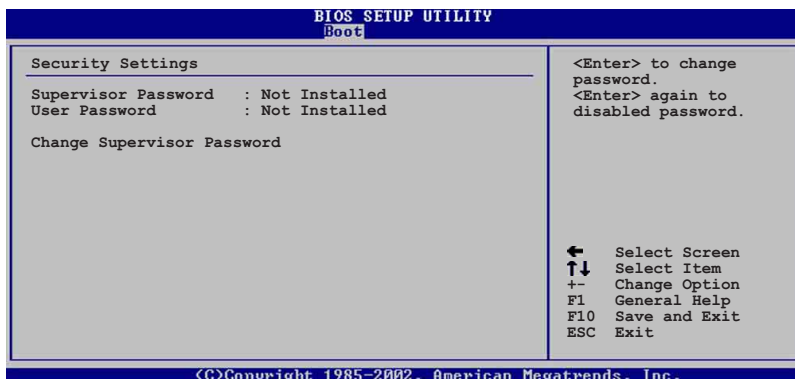 BIOS SETUP UTILITY
Boot
Security Settings
Supervisor Password : Not Installed
User Password : Not Installed
Change Supervisor Password
<Enter> to change
password.
<Enter> again to
disabled password.
← Select Screen
↑↓ Select Item
+- Change Option
F1 General Help
F10 Save and Exit
ESC Exit
(C)Copyright 1985-2002, American Megatrends, Inc.